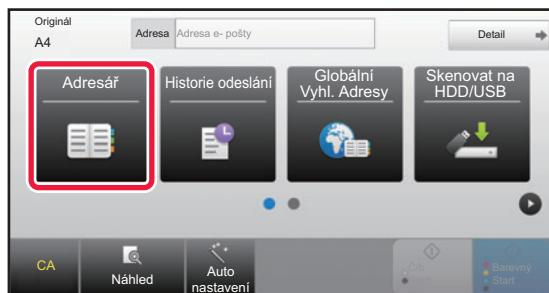 Originál
A4
Adresa
Adresa e- pošty
Detail
Adresář
Historie odeslání
Globální
Vyhl. Adresy
Skenovat na
HDD/USB
CA
Náhled
Auto
nastavení
Barevný
Start